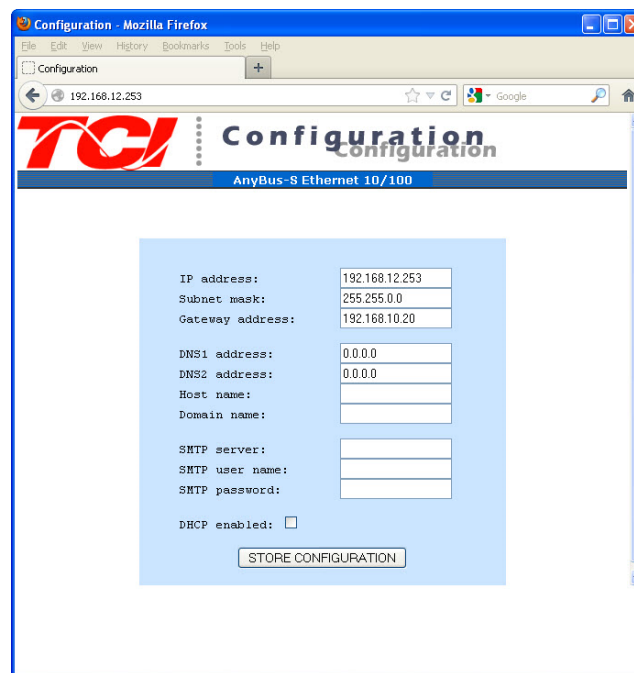 Configuration - Mozilla Firefox
File Edit View History Bookmarks Tools Help
Configuration
192.168.12.253 Google
TCI Configuration
Configuration
AnyBus-S Ethernet 10/100
IP address: 192.168.12.253
Subnet mask: 255.255.0.0
Gateway address: 192.168.10.20
DNS1 address: 0.0.0.0
DNS2 address: 0.0.0.0
Host name:
Domain name:
SMTP server:
SMTP user name:
SMTP password:
DHCP enabled:
STORE CONFIGURATION